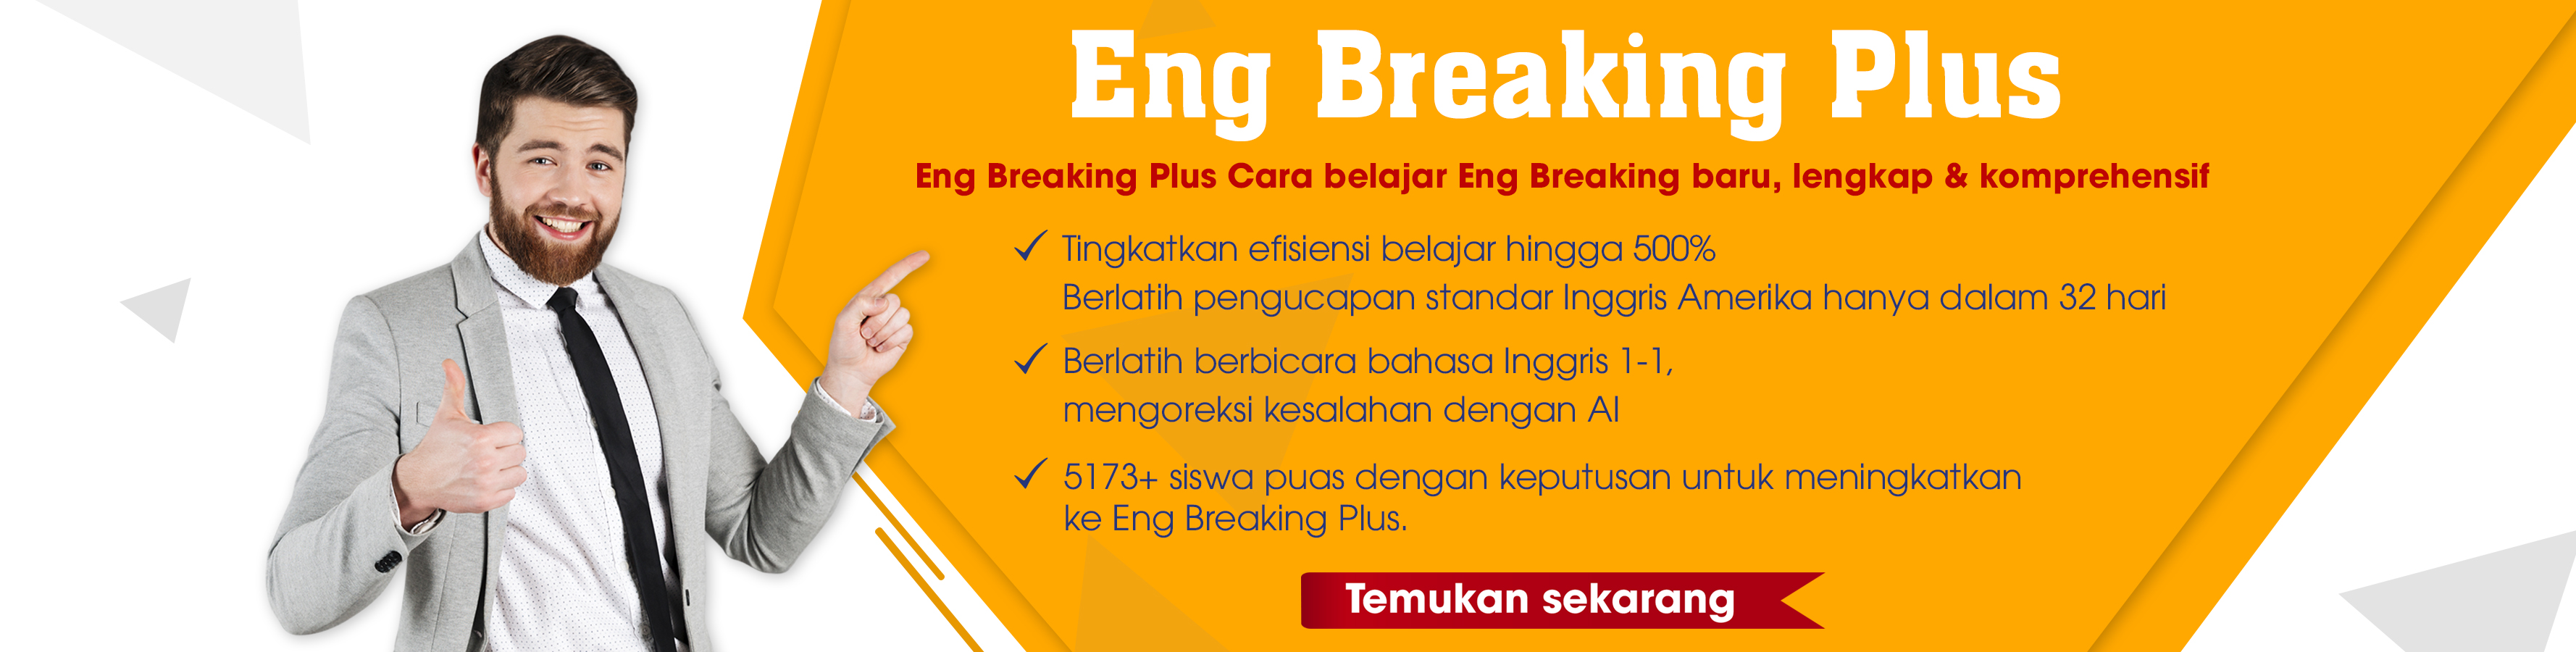 Eng Breaking Plus
Eng Breaking Plus Cara belajar Eng Breaking baru, lengkap & komprehensif
Tingkatkan efisiensi belajar hingga 500%
Berlatih pengucapan standar Inggris Amerika hanya dalam 32 hari
Berlatih berbicara bahasa Inggris 1-1,
mengoreksi kesalahan dengan AI
5173+ siswa puas dengan keputusan untuk meningkatkan
ke Eng Breaking Plus.
Temukan sekarang